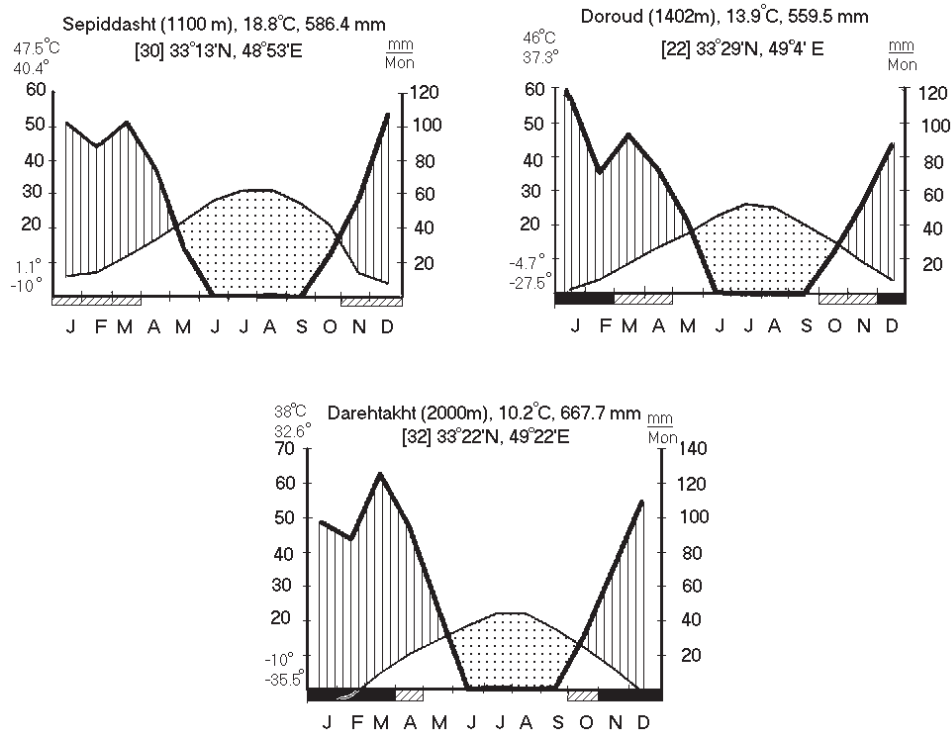 Sepiddasht (1100 m), 18.8°C, 586.4 mm
[30] 33°13'N, 48°53'E
47.5°C
40.4°
mm
Mon
60
50
40
30
20
1.1°
-10°
120
100
80
60
40
20
J F M A M J J A S O N D
Doroud (1402m), 13.9°C, 559.5 mm
[22] 33°29'N, 49°4' E
46°C
37.3°
mm
Mon
60
50
40
30
20
-4.7°
-27.5°
120
100
80
60
40
20
J F M A M J J A S O N D
Darehtakht (2000m), 10.2°C, 667.7 mm
[32] 33°22'N, 49°22'E
38°C
32.6°
mm
Mon
70
60
50
40
30
20
-10°
-35.5°
140
120
100
80
60
40
20
J F M A M J J A S O N D